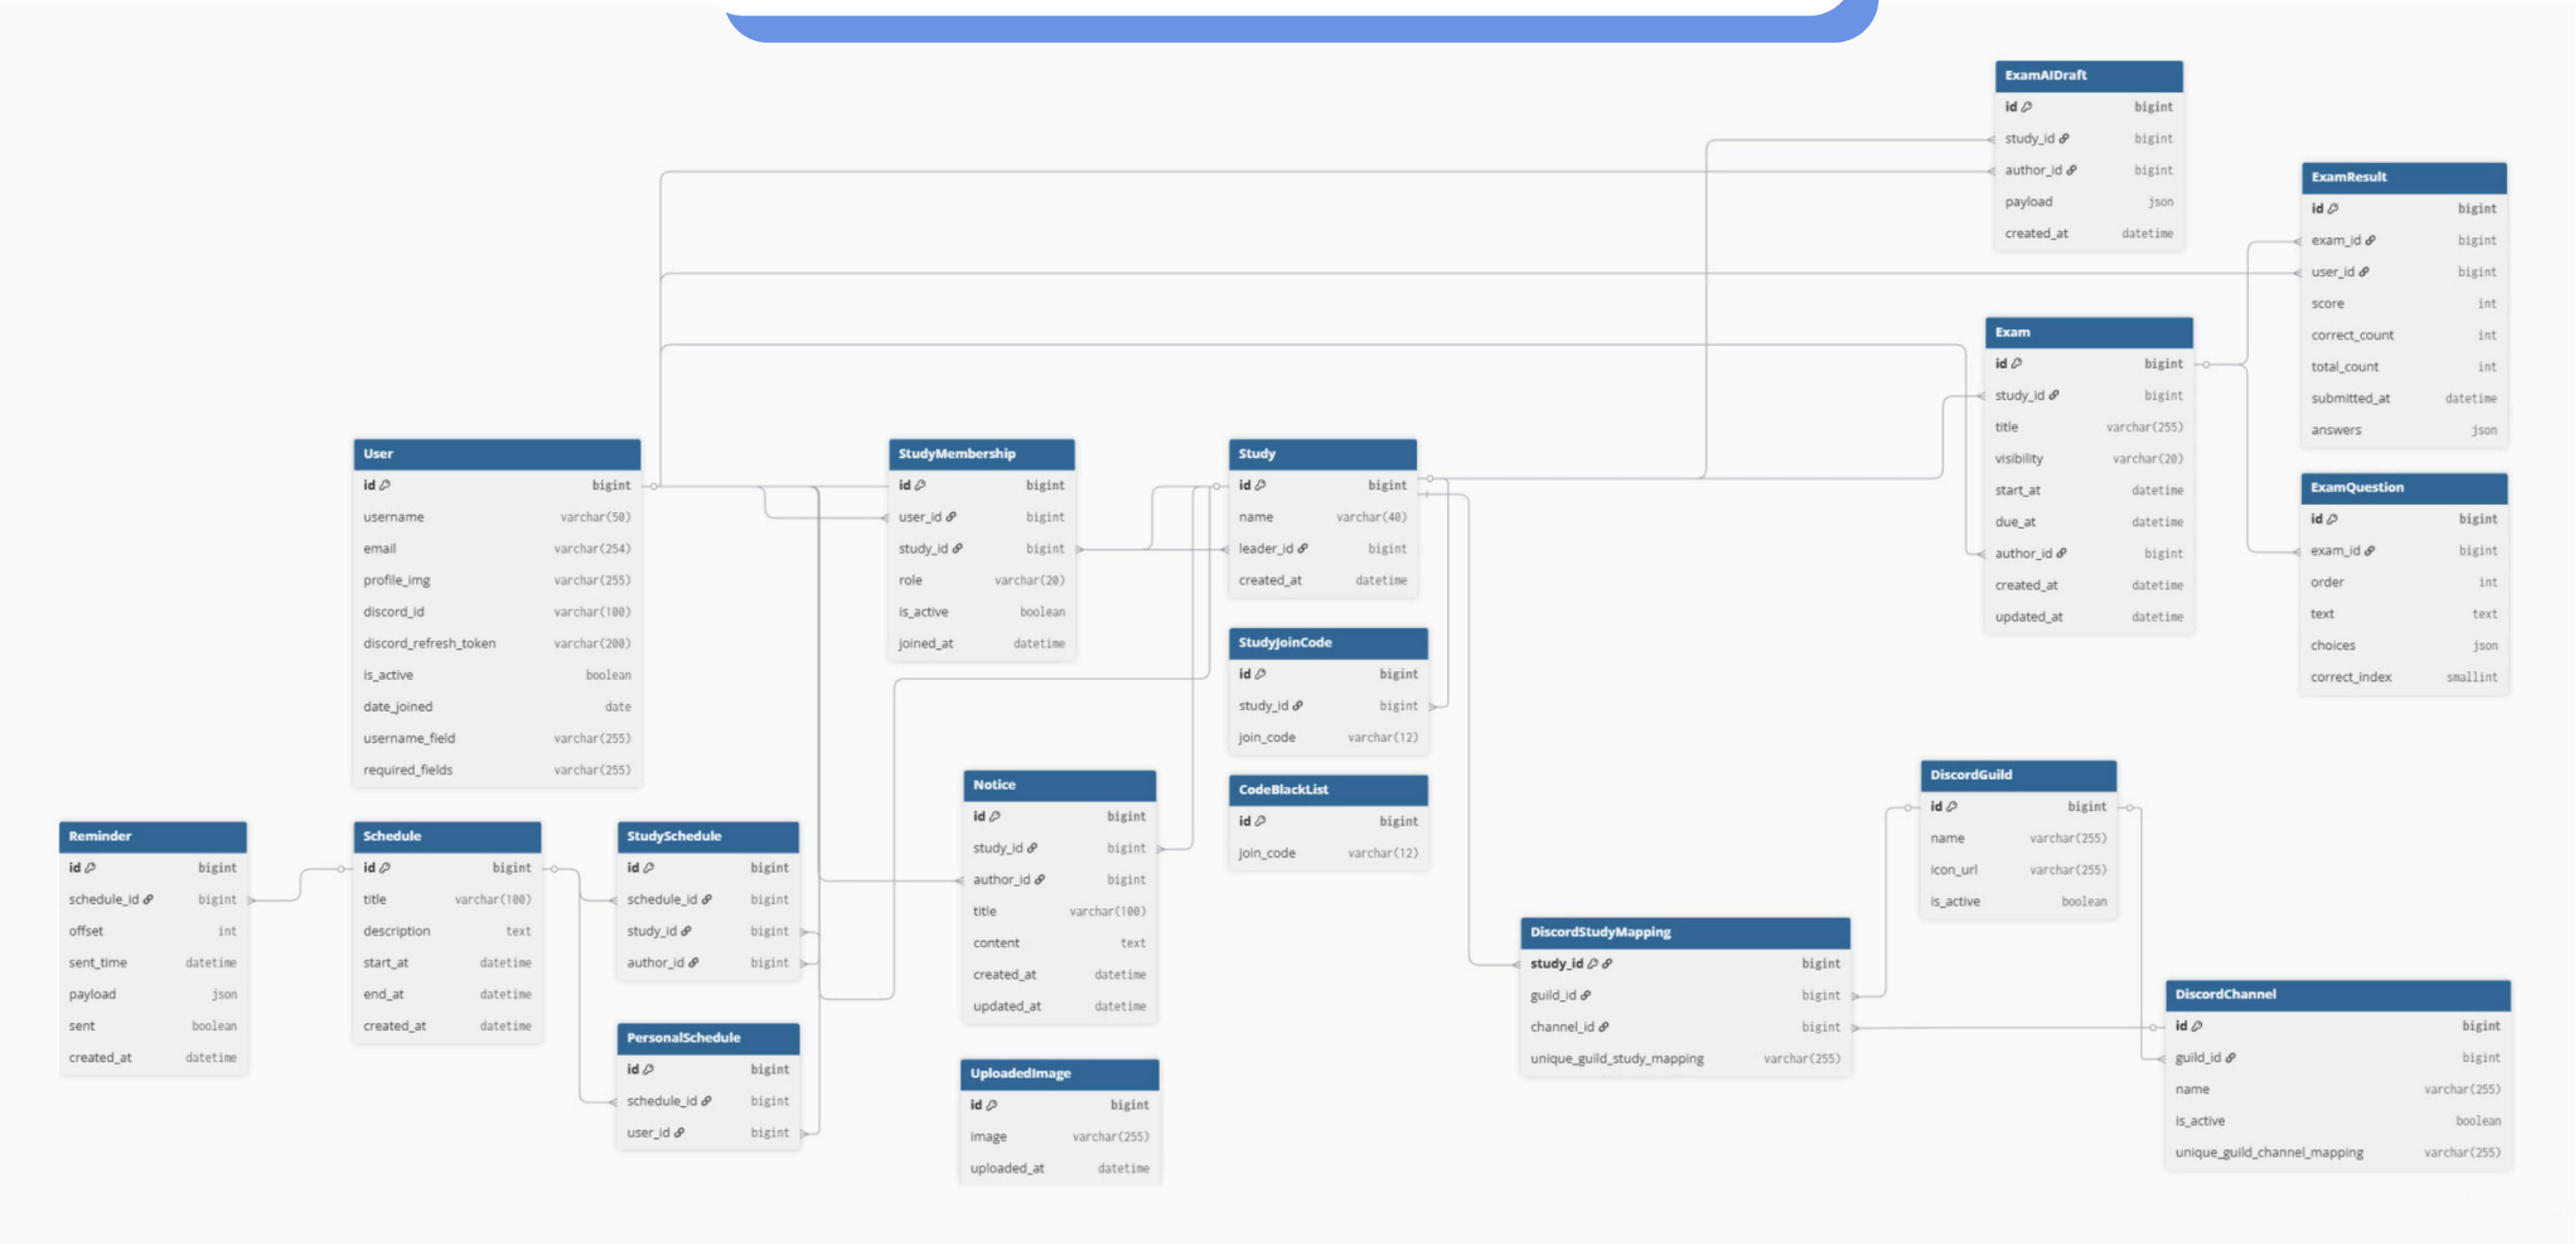 ExamAIDraft
id bigint
study_id bigint
author_id bigint
payload json
created_at datetime
ExamResult
id bigint
exam_id bigint
user_id bigint
score int
correct_count int
total_count int
submitted_at datetime
answers json
Exam
id bigint
study_id bigint
title varchar(255)
visibility varchar(20)
start_at datetime
due_at datetime
author_id bigint
created_at datetime
updated_at datetime
User
id bigint
username varchar(50)
email varchar(254)
profile_img varchar(255)
discord_id varchar(100)
discord_refresh_token varchar(200)
is_active boolean
date_joined date
username_field varchar(255)
required_fields varchar(255)
StudyMembership
id bigint
user_id bigint
study_id bigint
role varchar(20)
is_active boolean
joined_at datetime
Study
id bigint
name varchar(40)
leader_id bigint
created_at datetime
ExamQuestion
id bigint
exam_id bigint
order int
text text
choices json
correct_index smallint
StudyJoinCode
id bigint
study_id bigint
join_code varchar(12)
CodeBlackList
id bigint
join_code varchar(12)
Notice
id bigint
study_id bigint
author_id bigint
title varchar(100)
content text
created_at datetime
updated_at datetime
DiscordGuild
id bigint
name varchar(255)
icon_url varchar(255)
is_active boolean
Reminder
id bigint
schedule_id bigint
offset int
sent_time datetime
payload json
sent boolean
created_at datetime
Schedule
id bigint
title varchar(100)
description text
start_at datetime
end_at datetime
created_at datetime
StudySchedule
id bigint
schedule_id bigint
study_id bigint
author_id bigint
PersonalSchedule
id bigint
schedule_id bigint
user_id bigint
UploadedImage
id bigint
image varchar(255)
uploaded_at datetime
DiscordStudyMapping
study_id bigint
guild_id bigint
channel_id bigint
unique_guild_study_mapping varchar(255)
DiscordChannel
id bigint
guild_id bigint
name varchar(255)
is_active boolean
unique_guild_channel_mapping varchar(255)